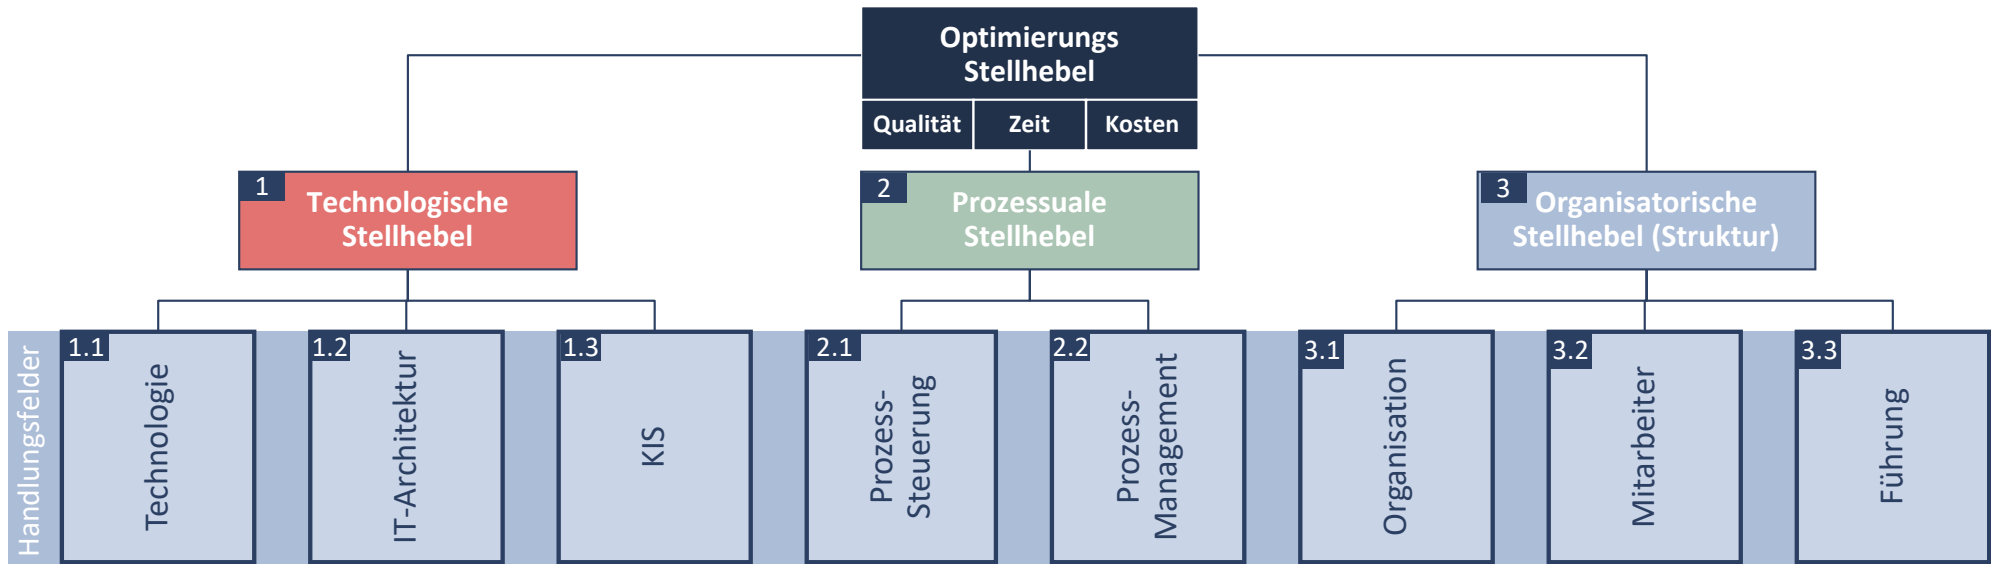 Optimierungs
Stellhebel
Qualität
Zeit
Kosten
1
Technologische
Stellhebel
2
Prozessuale
Stellhebel
3
Organisatorische
Stellhebel (Struktur)
Handlungsfelder
1.1
Technologie
1.2
IT-Architektur
1.3
KIS
2.1
Prozess-
Steuerung
2.2
Prozess-
Management
3.1
Organisation
3.2
Mitarbeiter
3.3
Führung